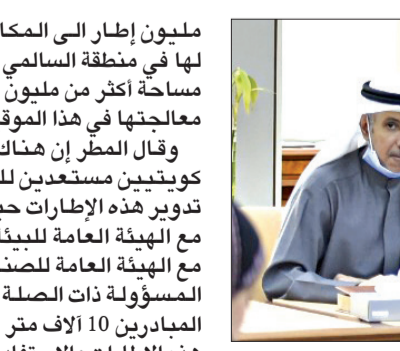 مليون إطار الى المكا
لها في منطقة السالمي
مساحة أكثر من مليون
معالجتها في هذا الموق
وقال المطر إن هناك
كويتيين مستعدين لل
تدوير هذه الإطارات حي
مع الهيئة العامة للبيئ
مع الهيئة العامة للصنا
المسؤولة ذات الصلة
المبادرين 10 آلاف متر